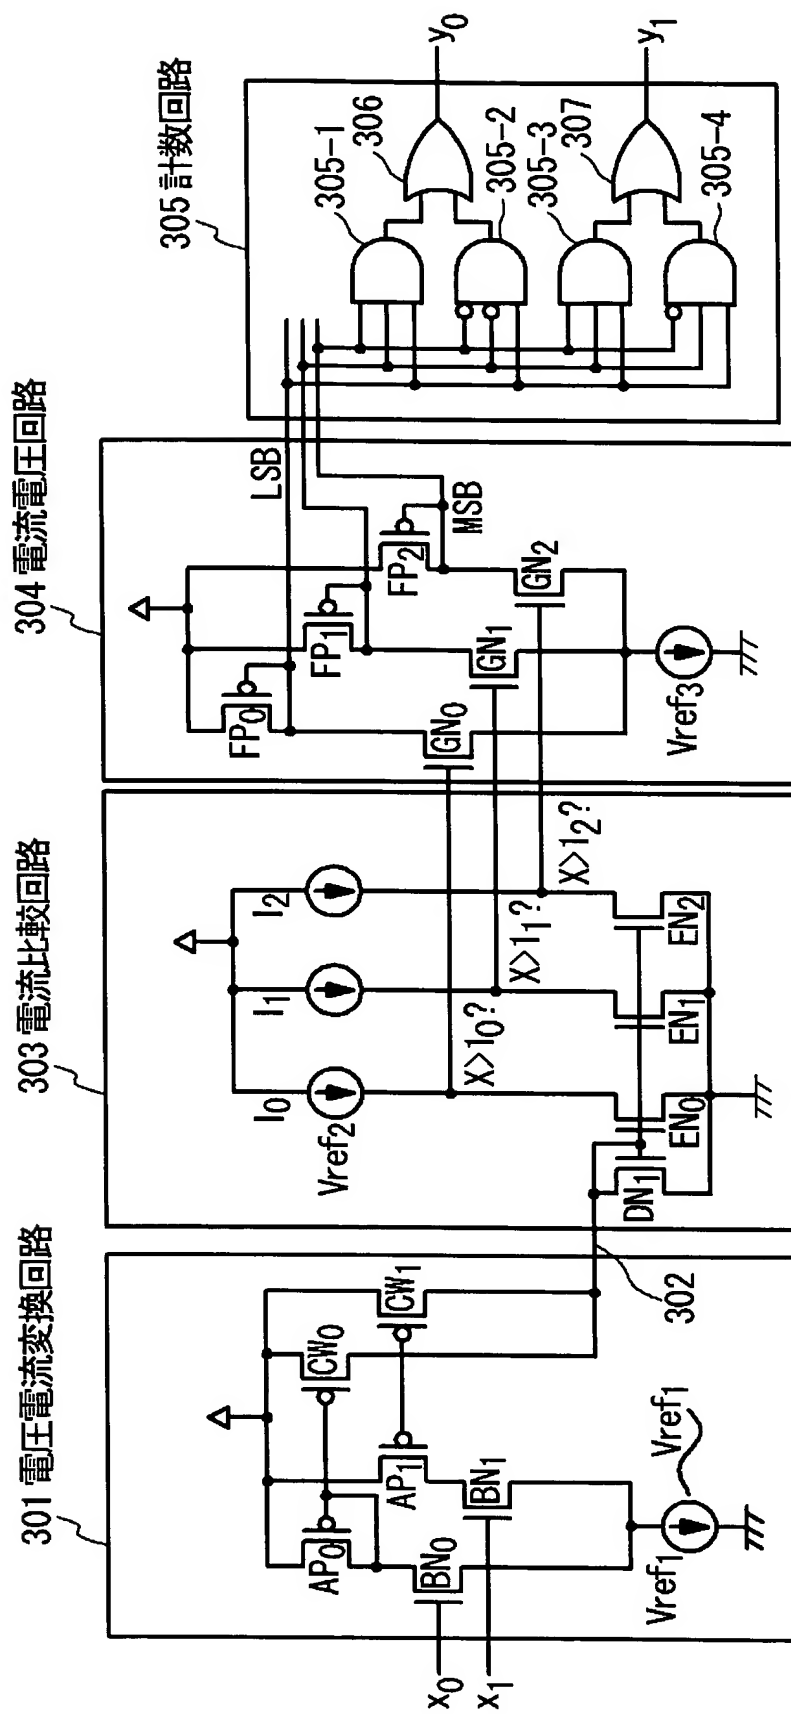 301 電圧電流変換回路
AP0
CW0
AP1
CW1
BN0
BN1
x0
x1
Vref1
Vref1
302
303 電流比較回路
I0
I1
I2
Vref2
X>I0?
X>I1?
X>I2?
DN1
EN0
EN1
EN2
304 電流電圧回路
FP0
FP1
FP2
LSB
MSB
GN0
GN1
GN2
Vref3
305 計数回路
305-1
306
305-2
305-3
307
305-4
y0
y1